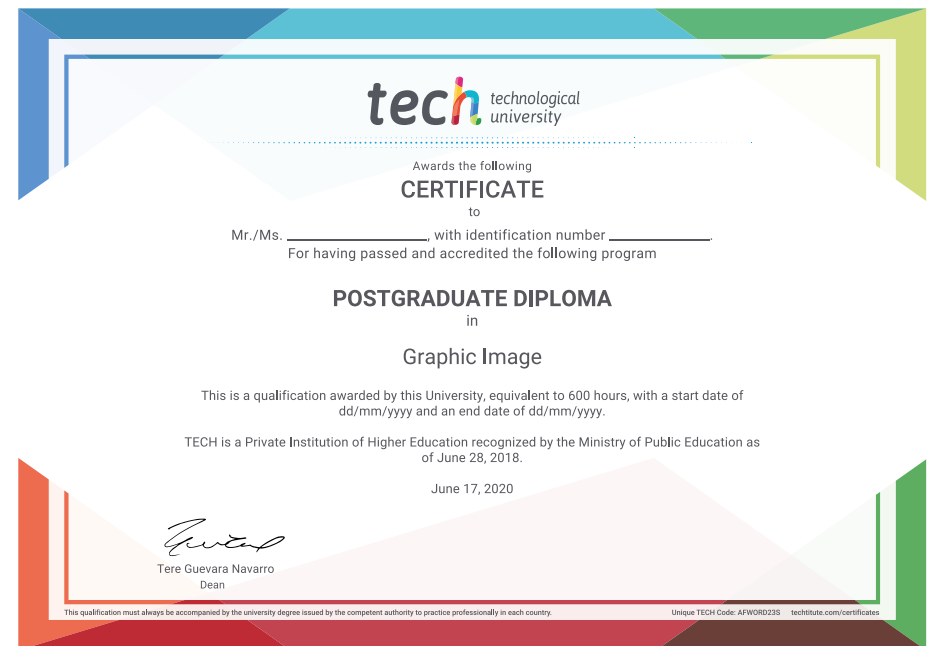 tech technological
university
Awards the following
CERTIFICATE
to
Mr./Ms. ____________, with identification number ____________.
For having passed and accredited the following program
POSTGRADUATE DIPLOMA
in
Graphic Image
This is a qualification awarded by this University, equivalent to 600 hours, with a start date of
dd/mm/yyyy and an end date of dd/mm/yyyy.
TECH is a Private Institution of Higher Education recognized by the Ministry of Public Education as
of June 28, 2018.
June 17, 2020
Tere Guevara Navarro
Dean
This qualification must always be accompanied by the university degree issued by the competent authority to practice professionally in each country.
Unique TECH Code: AFWORD23S techtitute.com/certificates